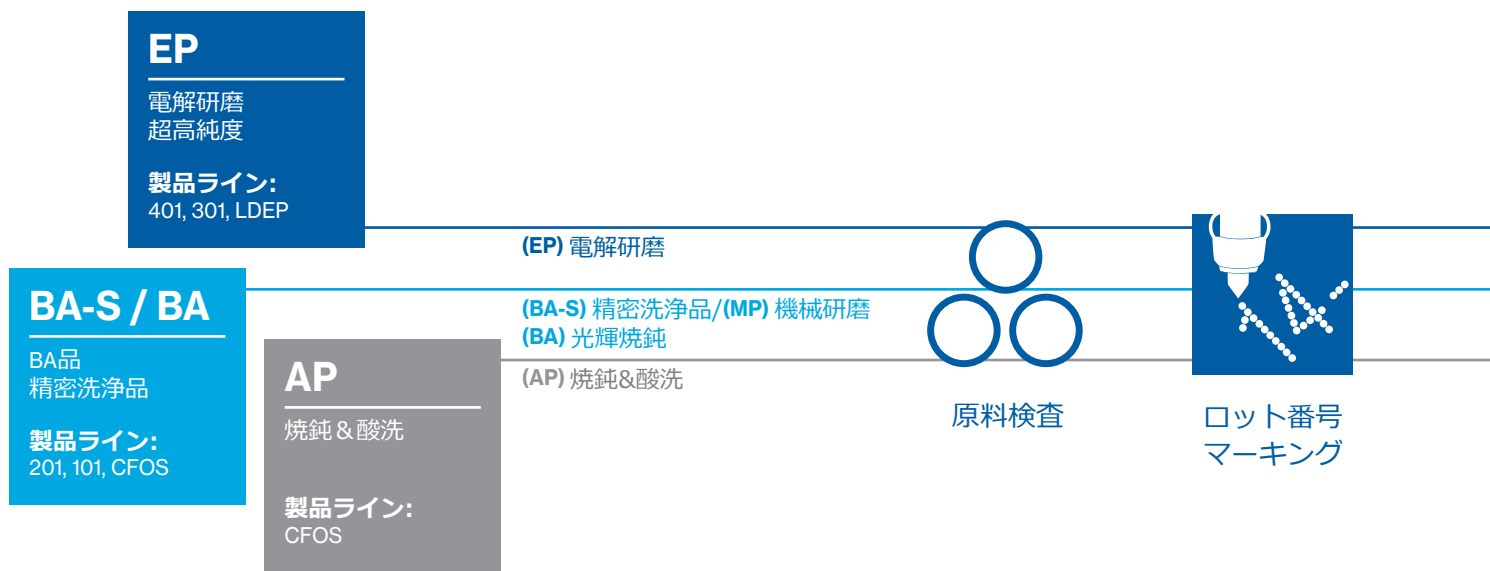 EP
電解研磨
超高純度
製品ライン:
401, 301, LDEP
BA-S / BA
BA品
精密洗浄品
製品ライン:
201, 101, CFOS
AP
焼鈍&酸洗
製品ライン:
CFOS
(EP) 電解研磨
(BA-S) 精密洗浄品/(MP) 機械研磨
(BA) 光輝焼鈍
(AP) 焼鈍&酸洗
原料検査
ロット番号
マーキング